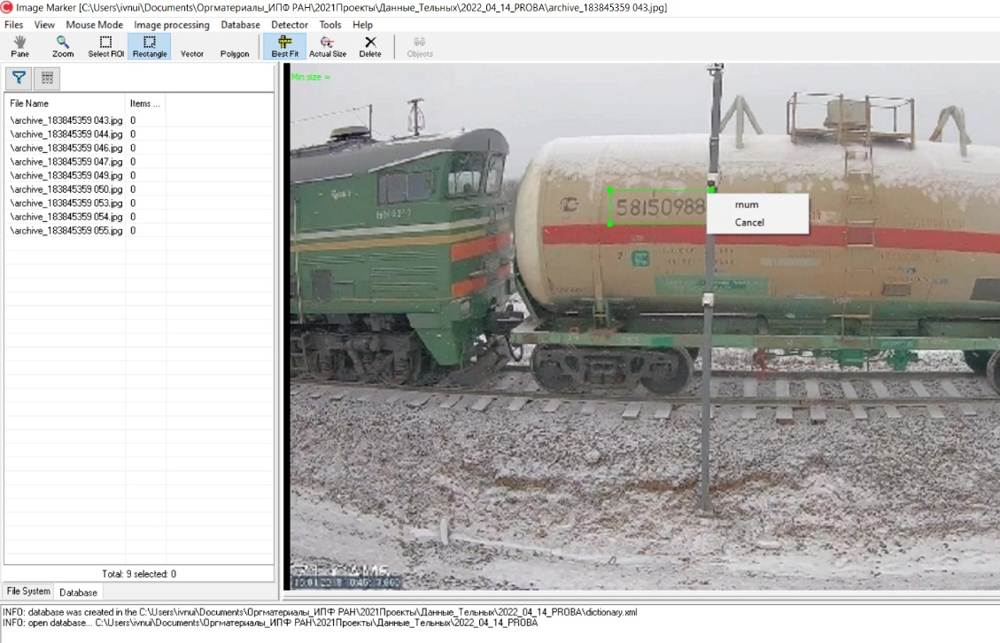 Image Marker [C:\Users\ivnui\Documents\Оргматериалы_ИПФ РАН\2021Проекты\Данные_Тельных\2022_04_14_PROBA\archive_183845359 043.jpg]
Files View Mouse Mode Image processing Database Detector Tools Help
Pane Zoom Select ROI Rectangle Vector Polygon Best Fit Actual Size Delete Objects
Min size =
File Name Items ...
\archive_183845359 043.jpg 0
\archive_183845359 044.jpg 0
\archive_183845359 046.jpg 0
\archive_183845359 047.jpg 0
\archive_183845359 049.jpg 0
\archive_183845359 050.jpg 0
\archive_183845359 053.jpg 0
\archive_183845359 054.jpg 0
\archive_183845359 055.jpg 0
58150988
rnum
Cancel
Total: 9 selected: 0
File System Database
INFO: database was created in the C:\Users\ivnui\Documents\Оргматериалы_ИПФ РАН\2021Проекты\Данные_Тельных\2022_04_14_PROBA\dictionary.xml
INFO: open database... C:\Users\ivnui\Documents\Оргматериалы_ИПФ РАН\2021Проекты\Данные_Тельных\2022_04_14_PROBA